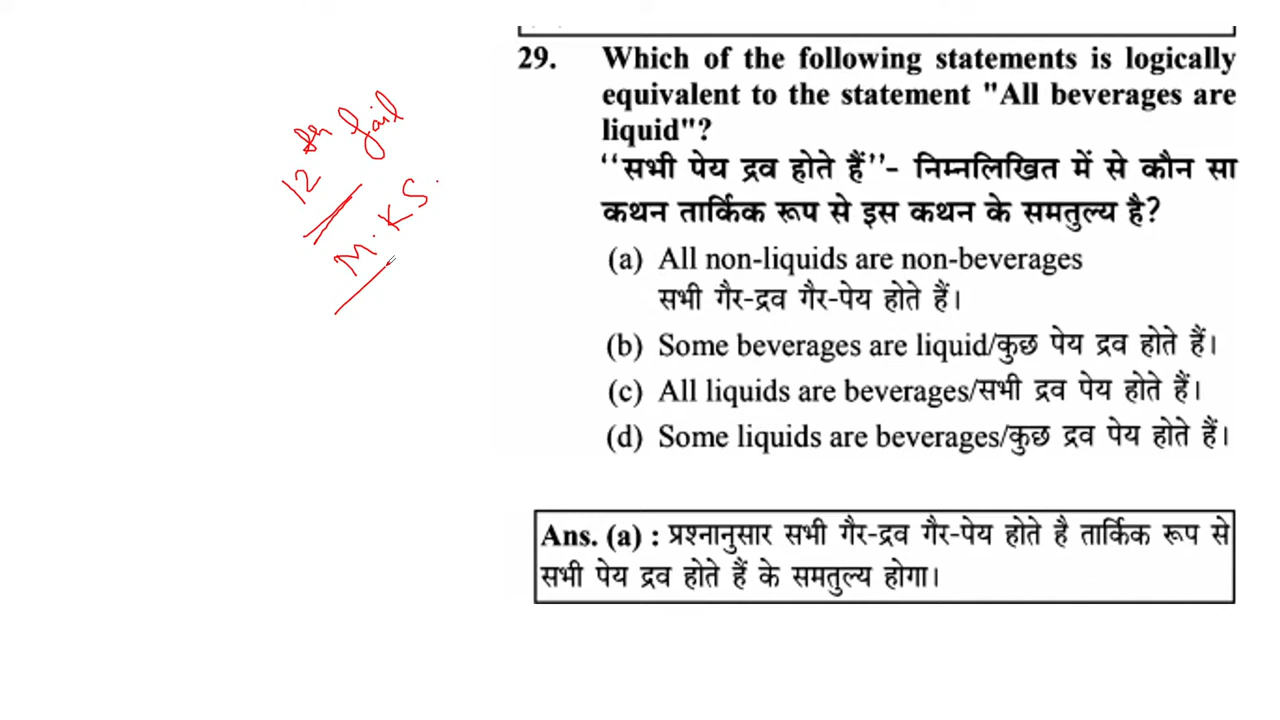 12th fail
M.K.S.
29. Which of the following statements is logically
equivalent to the statement "All beverages are
liquid"?
‘‘सभी पेय द्रव होते हैं’’- निम्नलिखित में से कौन सा
कथन तार्किक रूप से इस कथन के समतुल्य है?
(a) All non-liquids are non-beverages
सभी गैर-द्रव गैर-पेय होते हैं।
(b) Some beverages are liquid/कुछ पेय द्रव होते हैं।
(c) All liquids are beverages/सभी द्रव पेय होते हैं।
(d) Some liquids are beverages/कुछ द्रव पेय होते हैं।
Ans. (a) : प्रश्नानुसार सभी गैर-द्रव गैर-पेय होते है तार्किक रूप से
सभी पेय द्रव होते हैं के समतुल्य होगा।